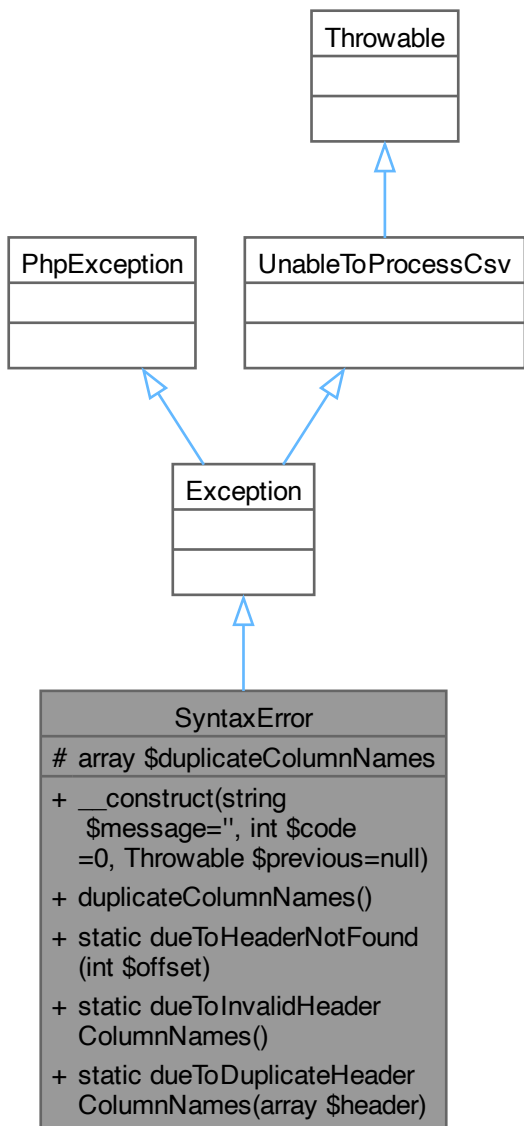 Throwable
PhpException
UnableToProcessCsv
Exception
SyntaxError
# array $duplicateColumnNames
+ __construct(string
$message='', int $code
=0, Throwable $previous=null)
+ duplicateColumnNames()
+ static dueToHeaderNotFound
(int $offset)
+ static dueToInvalidHeader
ColumnNames()
+ static dueToDuplicateHeader
ColumnNames(array $header)